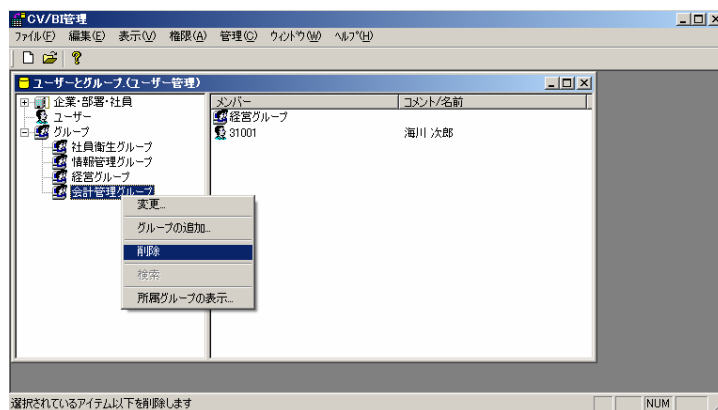 CV/BI管理
ファイル(F) 編集(E) 表示(V) 権限(A) 管理(C) ウィンドウ(W) ヘルプ(H)
ユーザーとグループ.(ユーザー管理)
企業・部署・社員
ユーザー
グループ
社員衛生グループ
情報管理グループ
経営グループ
会計管理グループ
メンバー コメント/名前
経営グループ
31001 海川 次郎
変更...
グループの追加...
削除
検索
所属グループの表示...
選択されているアイテム以下を削除します
NUM